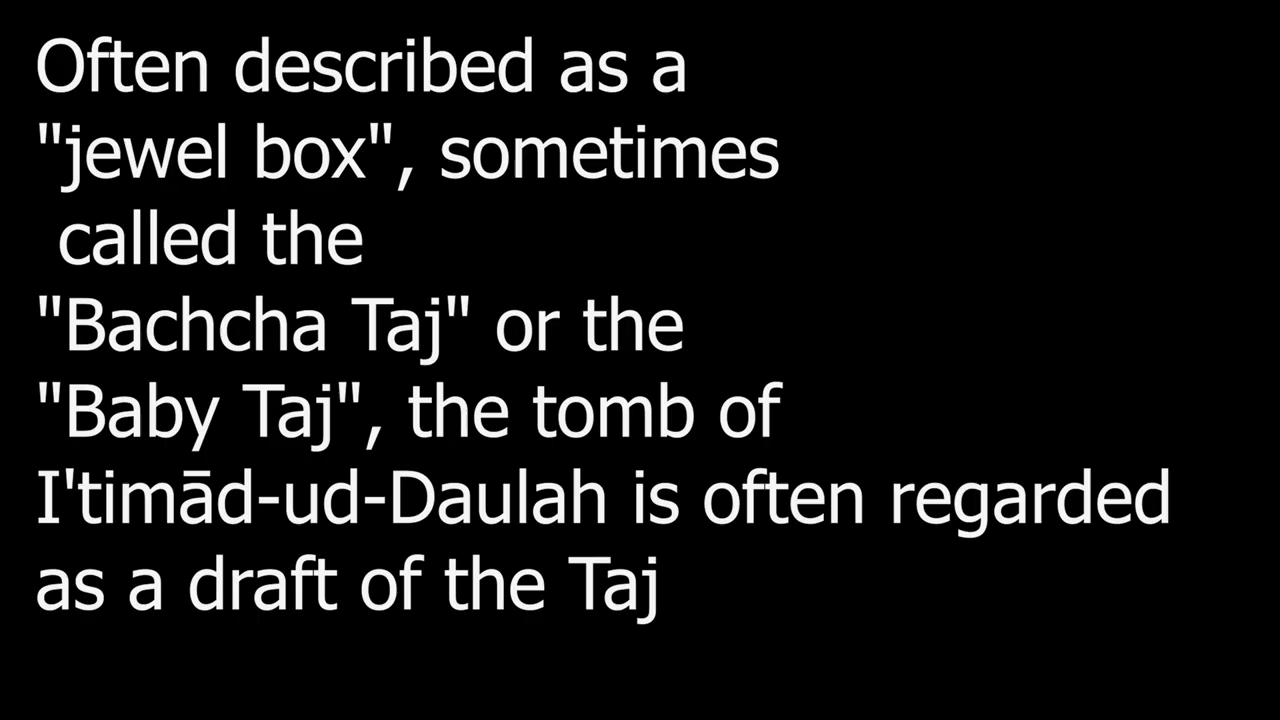 Often described as a
"jewel box", sometimes
called the
"Bachcha Taj" or the
"Baby Taj", the tomb of
I'timād-ud-Daulah is often regarded
as a draft of the Taj